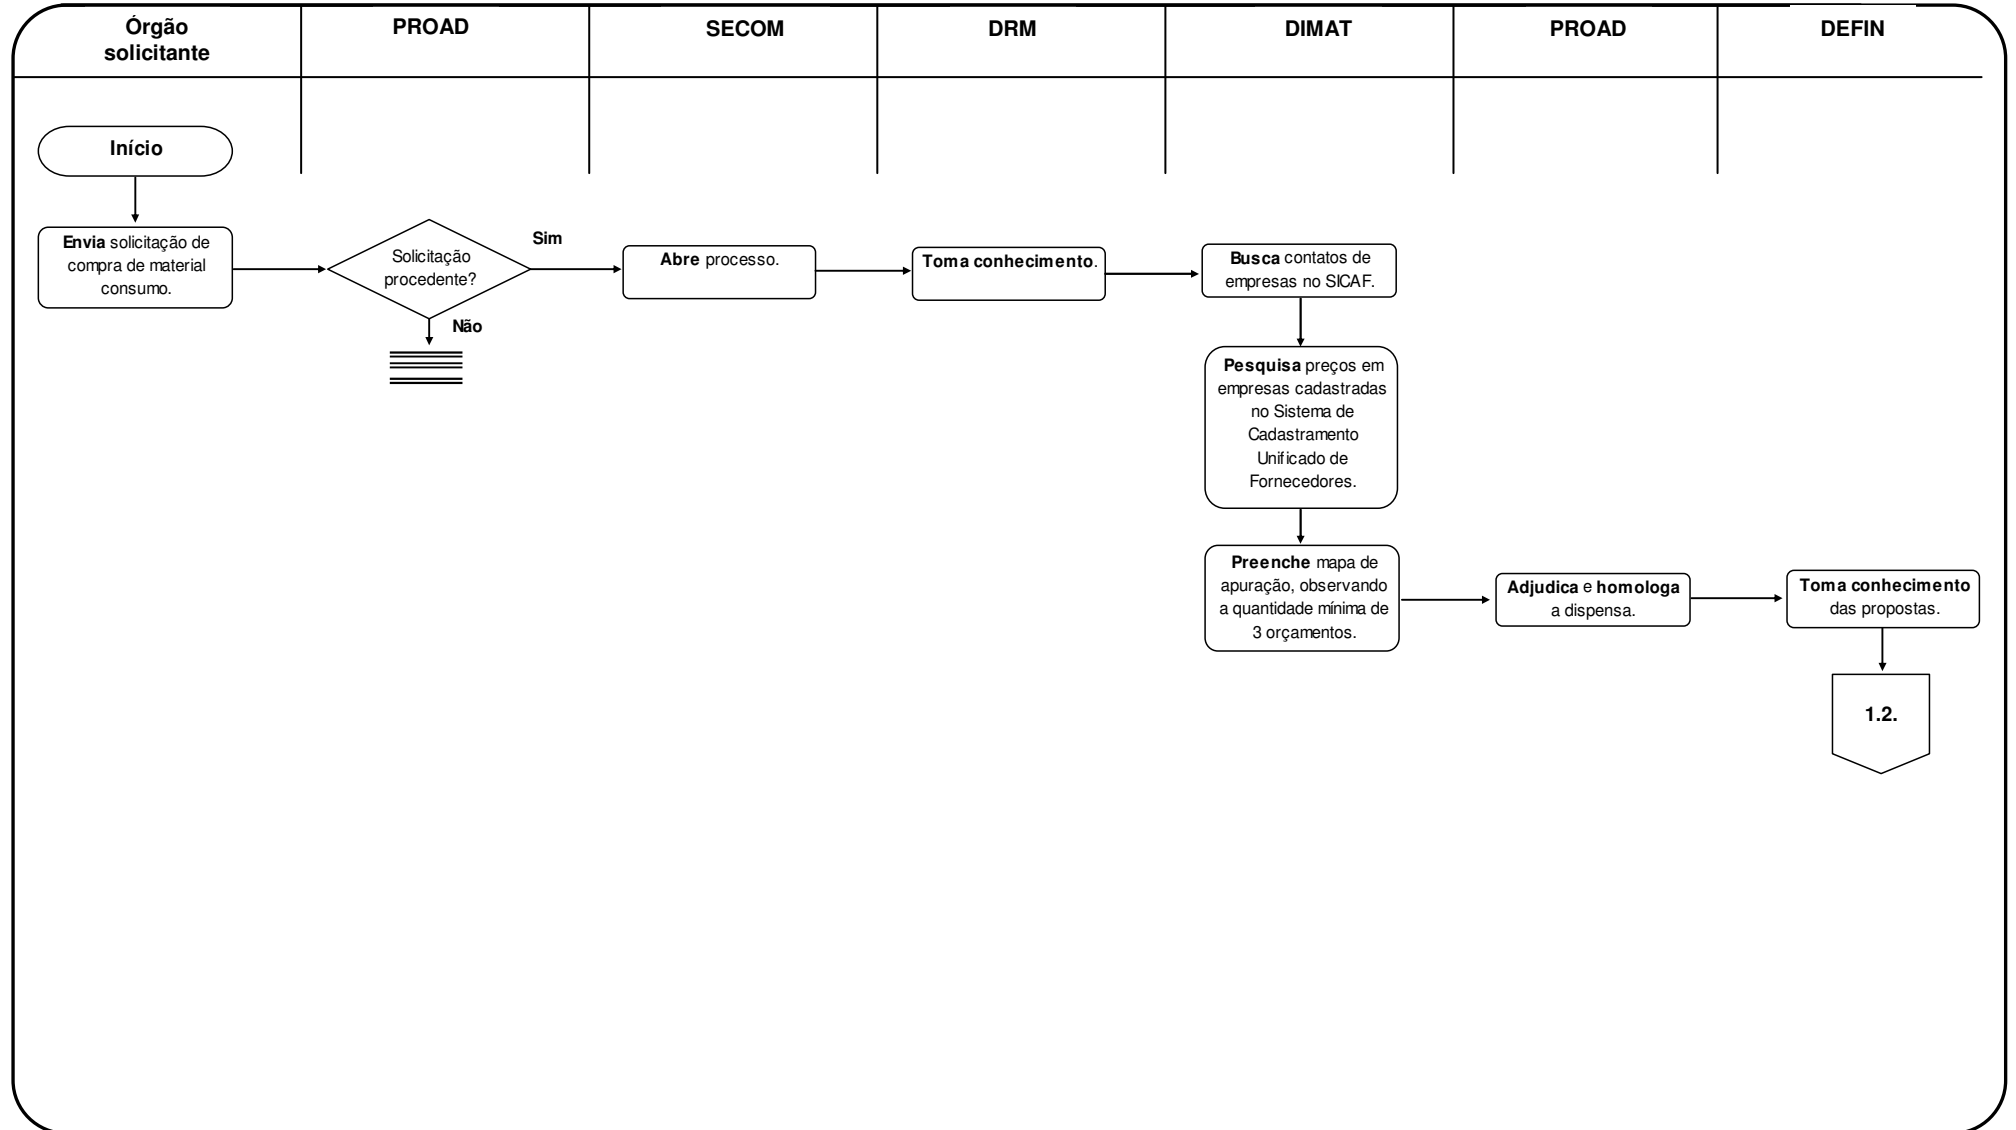 Órgão
solicitante
PROAD
SECOM
DRM
DIMAT
PROAD
DEFIN
Início
Envia solicitação de
compra de material
consumo.
Solicitação
procedente?
Sim
Não
Abre processo.
Toma conhecimento.
Busca contatos de
empresas no SICAF.
Pesquisa preços em
empresas cadastradas
no Sistema de
Cadastramento
Unificado de
Fornecedores.
Preenche mapa de
apuração, observando
a quantidade mínima de
3 orçamentos.
Adjudica e homologa
a dispensa.
Toma conhecimento
das propostas.
1.2.